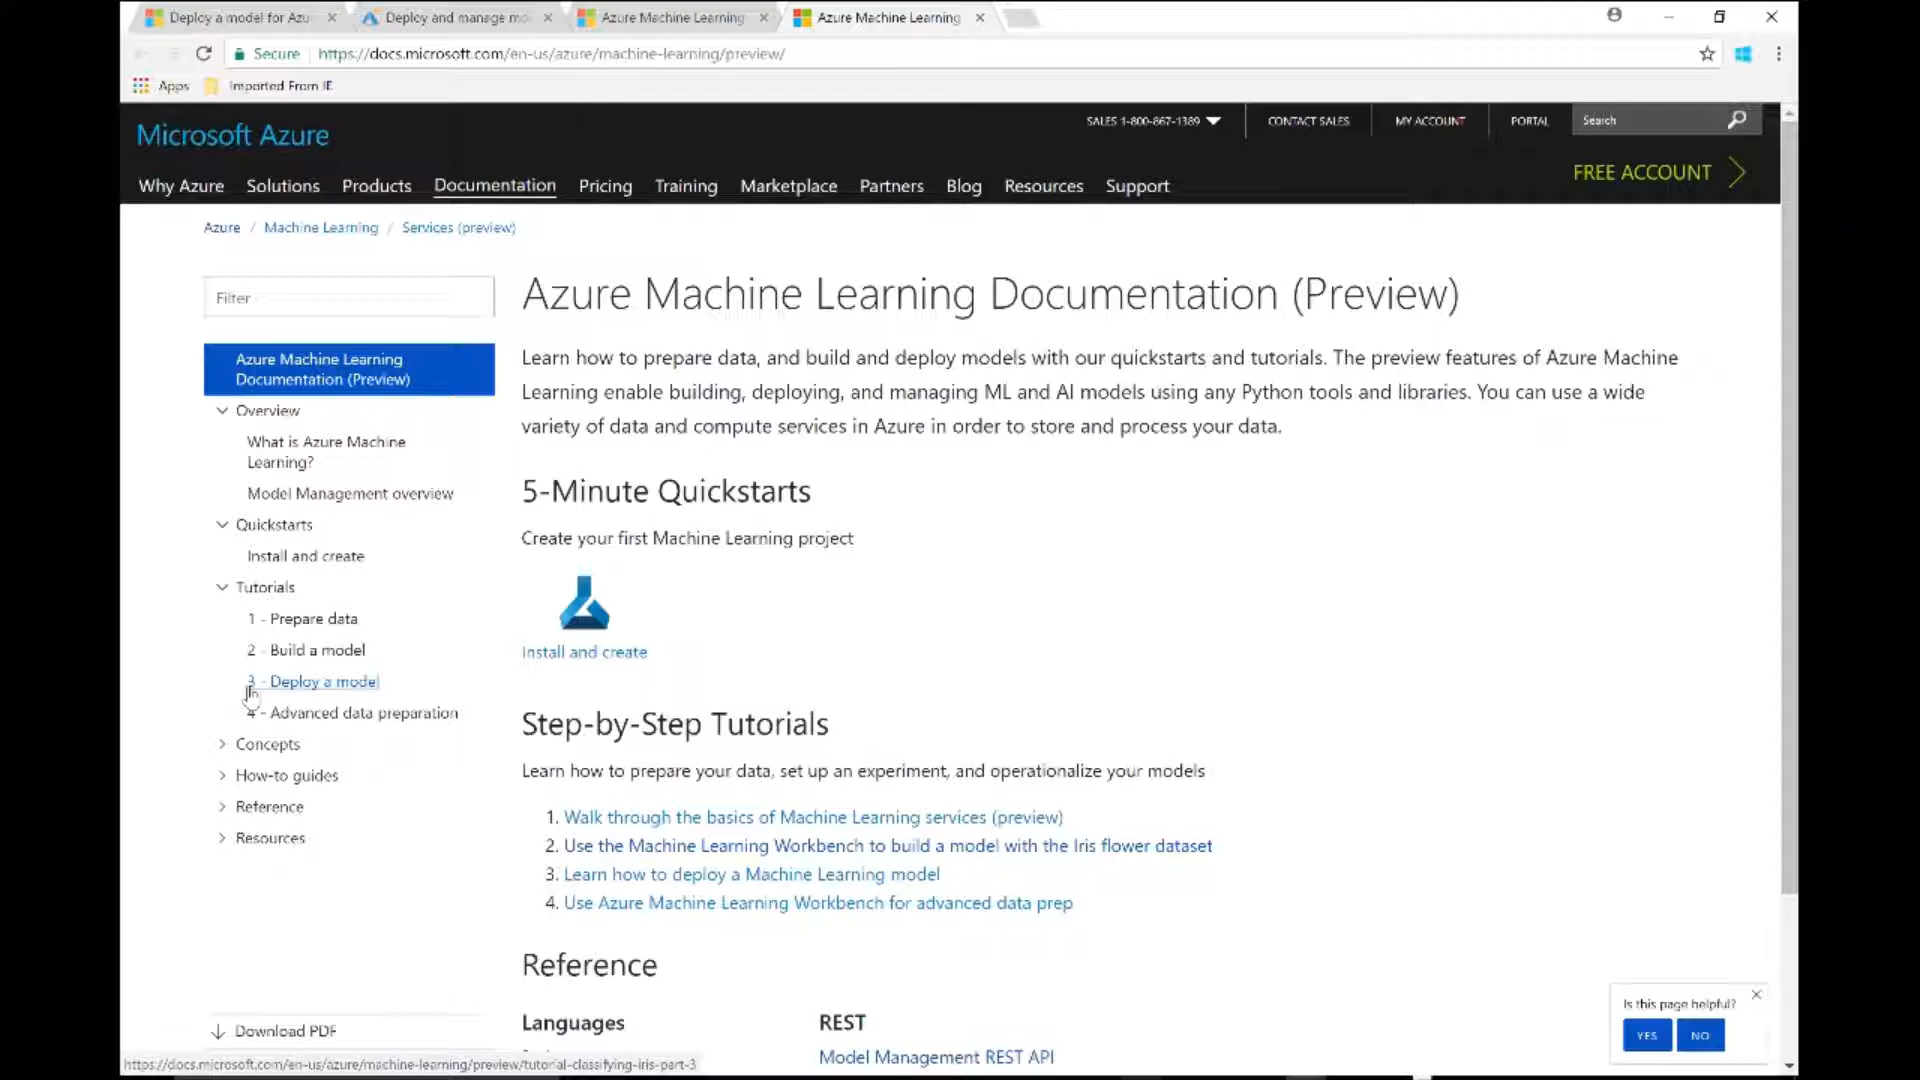 Deploy a model for Azu
Deploy and manage mo
Azure Machine Learning
Azure Machine Learning
Secure
https://docs.microsoft.com/en-us/azure/machine-learning/preview/
Apps
Imported From IE
Microsoft Azure
SALES 1-800-867-1389
CONTACT SALES
MY ACCOUNT
PORTAL
Search
FREE ACCOUNT
Why Azure
Solutions
Products
Documentation
Pricing
Training
Marketplace
Partners
Blog
Resources
Support
Azure / Machine Learning / Services (preview)
Filter
Azure Machine Learning
Documentation (Preview)
Overview
What is Azure Machine
Learning?
Model Management overview
Quickstarts
Install and create
Tutorials
1 - Prepare data
2 - Build a model
3 - Deploy a model
4 - Advanced data preparation
Concepts
How-to guides
Reference
Resources
Download PDF
Azure Machine Learning Documentation (Preview)
Learn how to prepare data, and build and deploy models with our quickstarts and tutorials. The preview features of Azure Machine
Learning enable building, deploying, and managing ML and AI models using any Python tools and libraries. You can use a wide
variety of data and compute services in Azure in order to store and process your data.
5-Minute Quickstarts
Create your first Machine Learning project
Install and create
Step-by-Step Tutorials
Learn how to prepare your data, set up an experiment, and operationalize your models
1. Walk through the basics of Machine Learning services (preview)
2. Use the Machine Learning Workbench to build a model with the Iris flower dataset
3. Learn how to deploy a Machine Learning model
4. Use Azure Machine Learning Workbench for advanced data prep
Reference
Languages
REST
Model Management REST API
Is this page helpful?
YES
NO
https://docs.microsoft.com/en-us/azure/machine-learning/preview/tutorial-classifying-iris-part-3